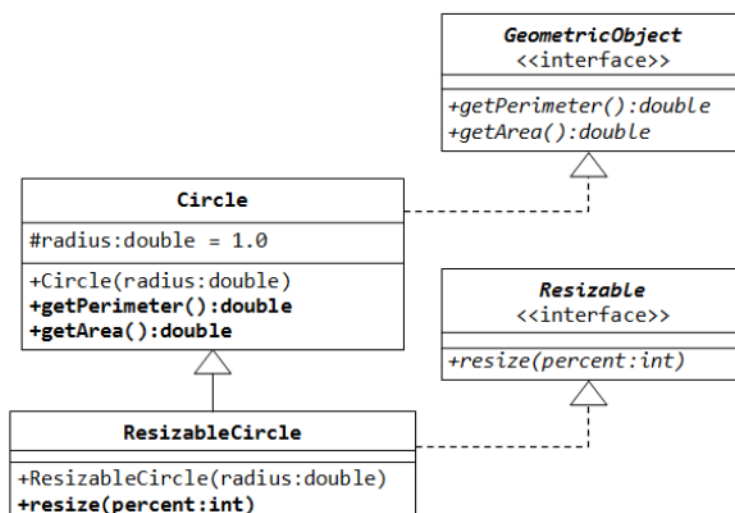 GeometricObject
<<interface>>
+getPerimeter():double
+getArea():double
Circle
#radius:double = 1.0
+Circle(radius:double)
+getPerimeter():double
+getArea():double
Resizable
<<interface>>
+resize(percent:int)
ResizableCircle
+ResizableCircle(radius:double)
+resize(percent:int)